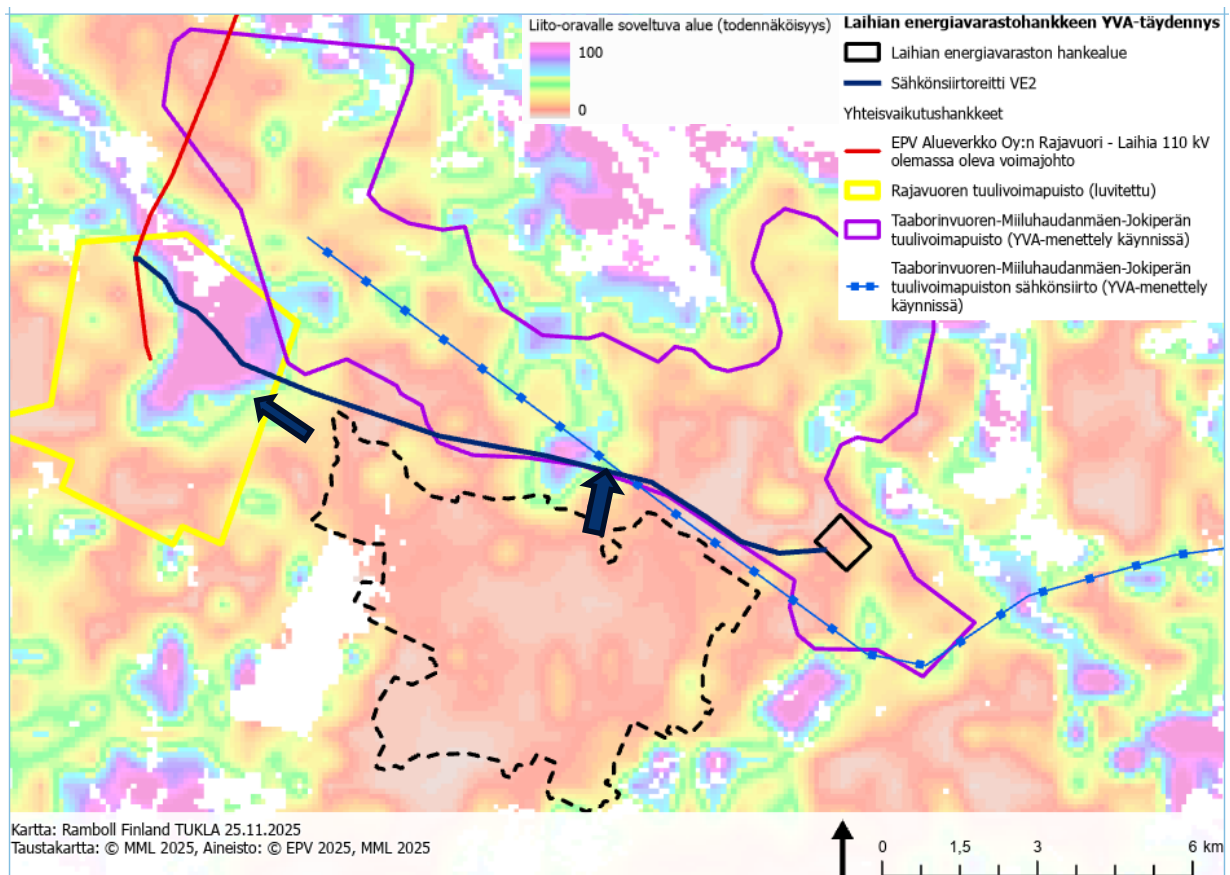 Liito-oravalle soveltuva alue (todennäköisyys)
100
0
Laihian energiavarastohankkeen YVA-täydennys
Laihian energiavaraston hankealue
Sähkönsiirtoreitti VE2
Yhteisvaikutushankkeet
EPV Alueverkko Oy:n Rajavuori - Laihia 110 kV
olemassa oleva voimajohto
Rajavuoren tuulivoimapuisto (luvitettu)
Taaborinvuoren-Miiluhaudanmäen-Jokiperän
tuulivoimapuisto (YVA-menettely käynnissä)
Taaborinvuoren-Miiluhaudanmäen-Jokiperän
tuulivoimapuiston sähkönsiirto (YVA-menettely
käynnissä)
Kartta: Ramboll Finland TUKLA 25.11.2025
Taustakartta: © MML 2025, Aineisto: © EPV 2025, MML 2025
0 1,5 3 6 km